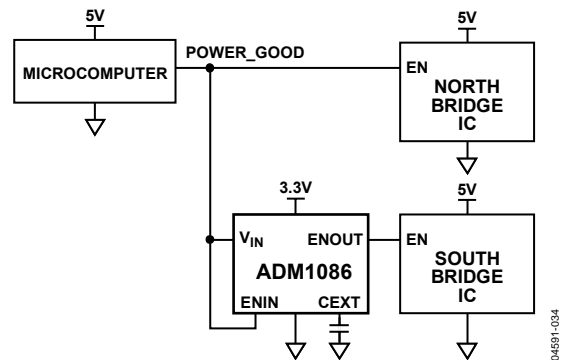 5V
MICROCOMPUTER
POWER_GOOD
5V
EN
NORTH
BRIDGE
IC
3.3V
VIN
ENOUT
ADM1086
ENIN
CEXT
5V
EN
SOUTH
BRIDGE
IC
04591-034